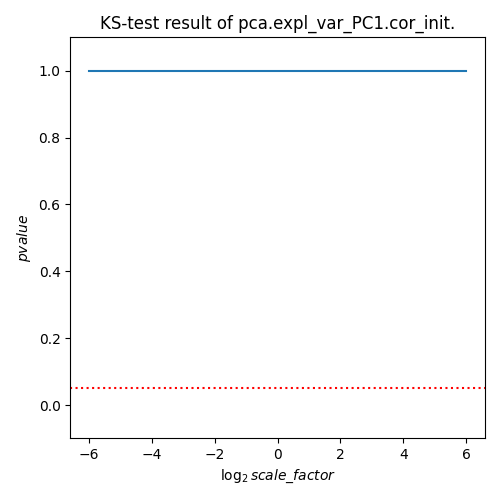 KS-test result of pca.expl_var_PC1.cor_init.
1.0
0.8
0.6
0.4
0.2
0.0
pvalue
−6 −4 −2 0 2 4 6
log₂ scale_factor